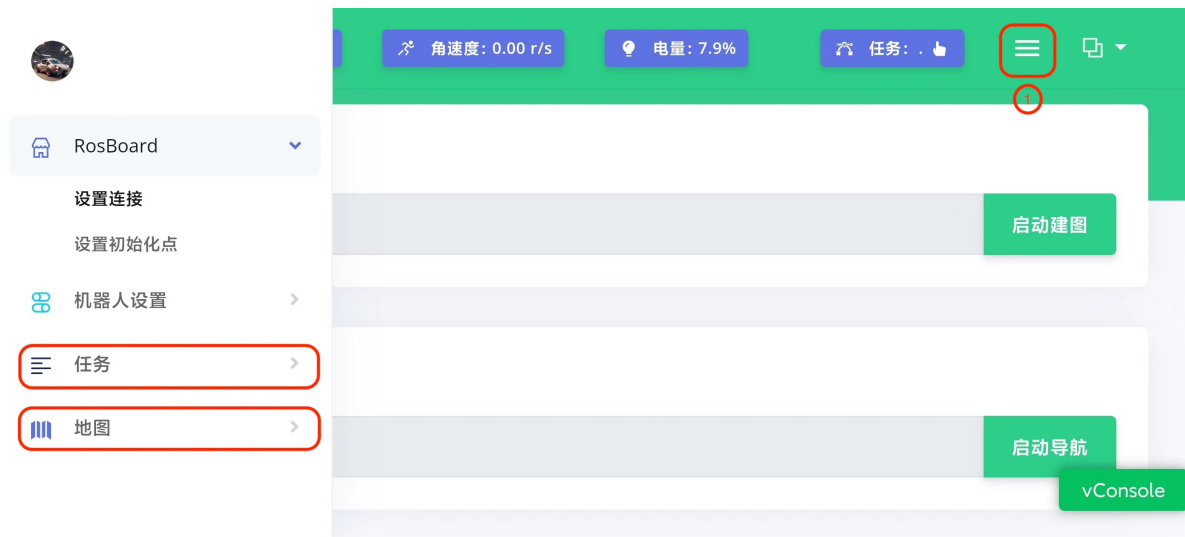 角速度: 0.00 r/s
电量: 7.9%
任务: .
1
RosBoard
设置连接
设置初始化点
启动建图
机器人设置
任务
地图
启动导航
vConsole